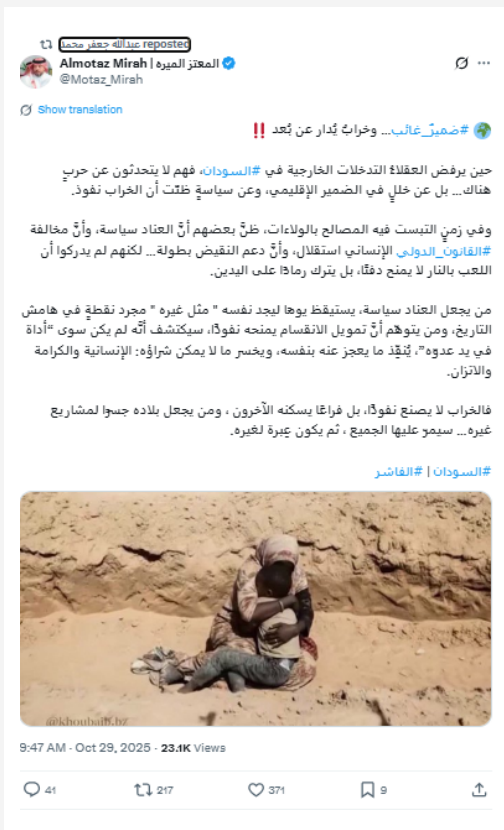 عبدالله جعفر محمد reposted
Almotaz Mirah | المعتز الميره
@Motaz_Mirah
Show translation
🌍 #ضميرٌ_غائب... وخرابٌ يُدار عن بُعد ‼️
حين يرفض العقلاءُ التدخلات الخارجية في #السودان، فهم لا يتحدثون عن حربٍ
هناك... بل عن خللٍ في الضمير الإقليمي، وعن سياسةٍ ظنّت أن الخراب نفوذ.
وفي زمنٍ التبست فيه المصالح بالولاءات، ظنَّ بعضهم أنَّ العناد سياسة، وأنَّ مخالفة
#القانون_الدولي الإنساني استقلال، وأنَّ دعم النقيض بطولة... لكنهم لم يدركوا أن
اللعب بالنار لا يمنح دفئًا، بل يترك رمادًا على اليدين.
من يجعل العناد سياسة، يستيقظ يومًا ليجد نفسه " مثل غيره " مجرد نقطةٍ في هامش
التاريخ، ومن يتوهّم أنَّ تمويل الانقسام يمنحه نفوذًا، سيكتشف أنّه لم يكن سوى “أداة
في يد عدوّه”، يُنفِّذ ما يعجز عنه بنفسه، ويخسر ما لا يمكن شراؤه: الإنسانية والكرامة
والاتزان.
فالخراب لا يصنع نفوذًا، بل فراغًا يسكنه الآخرون ، ومن يجعل بلاده جسرًا لمشاريع
غيره... سيمرّ عليها الجميع ، ثم يكون عِبرة لغيره.
#السودان | #الفاشر
@khoubaib.bz
9:47 AM · Oct 29, 2025 · 23.1K Views
41 217 371 9